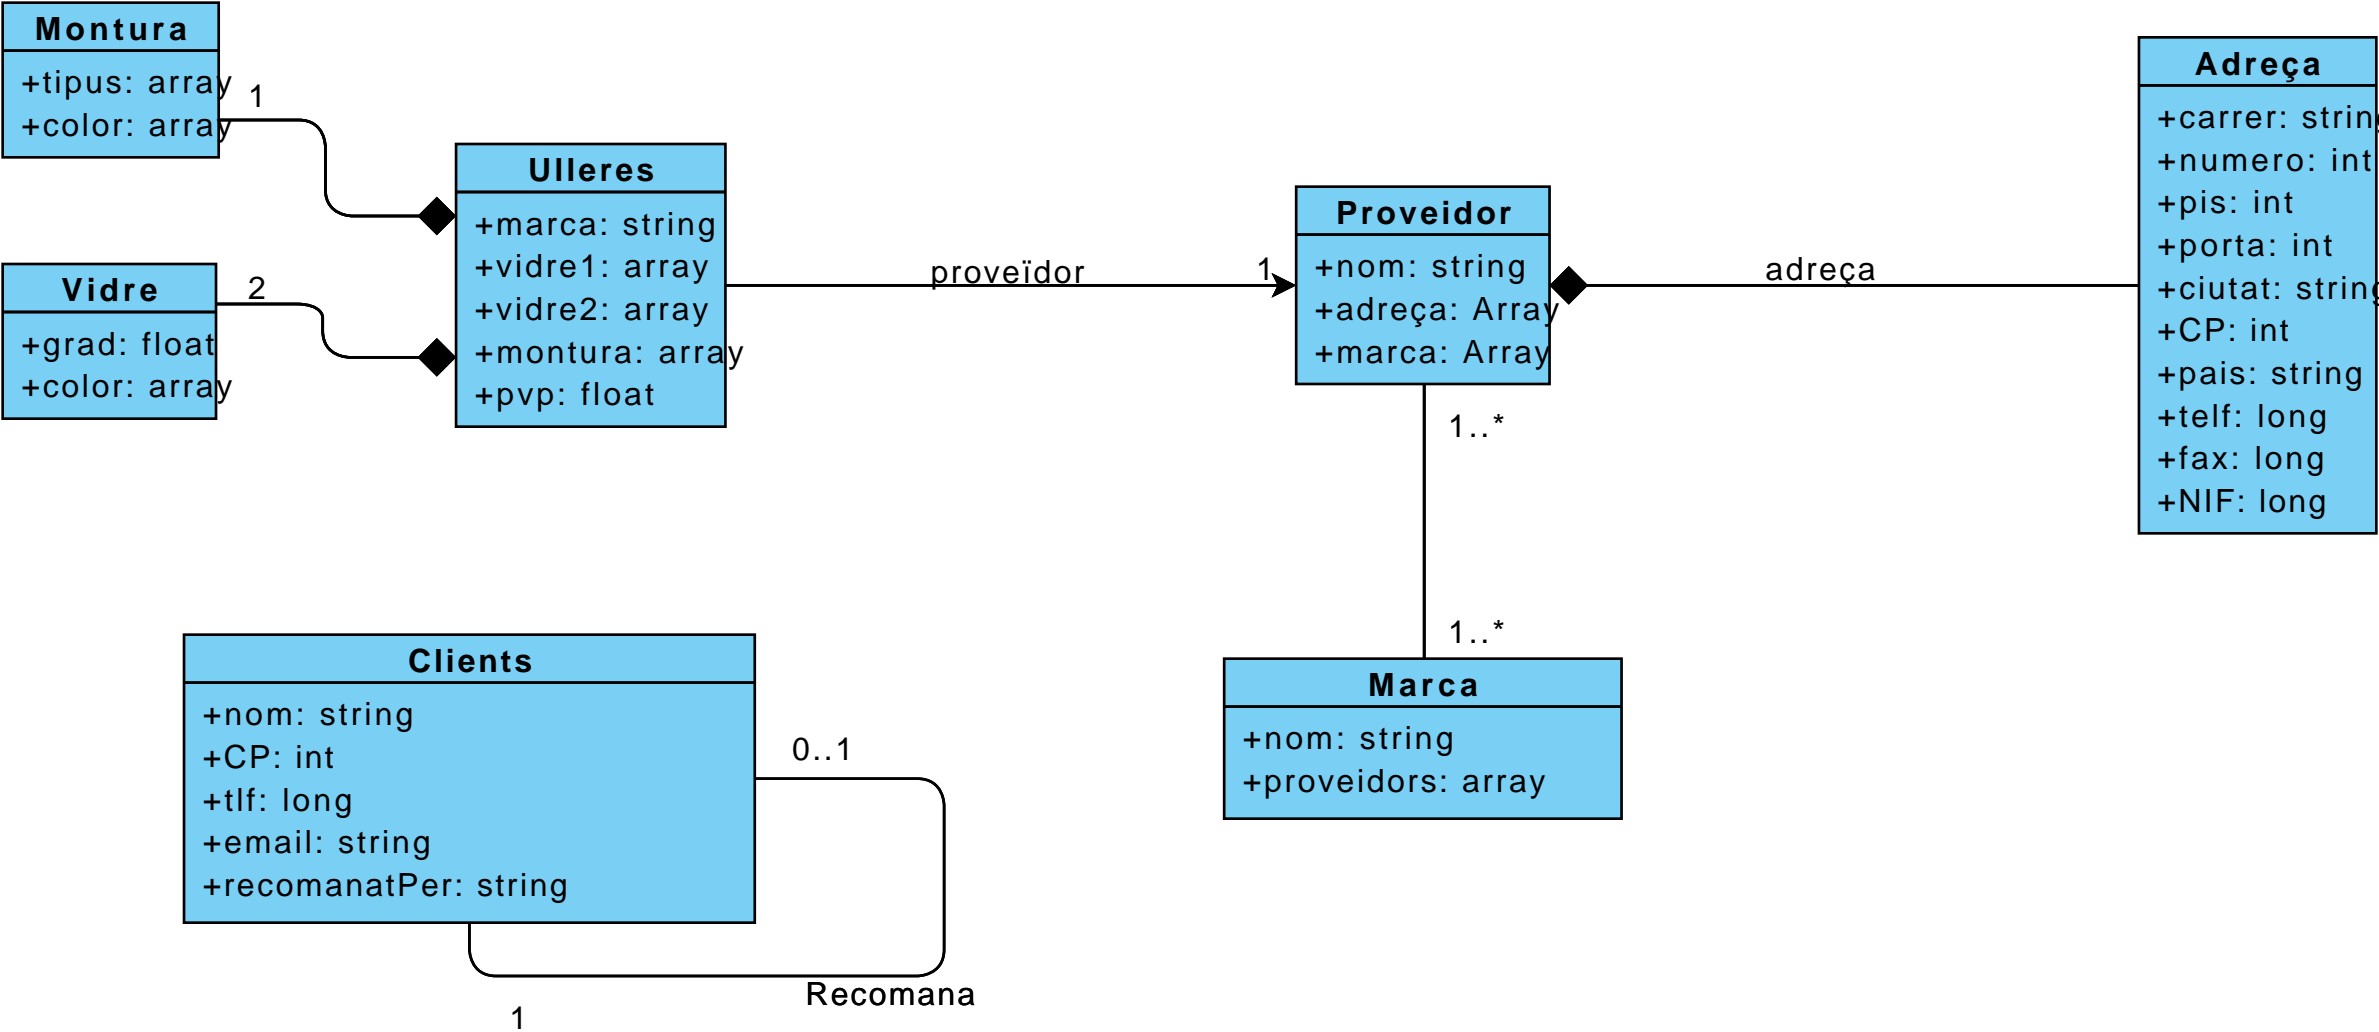 Montura
+tipus: array
+color: array
1
Vidre
+grad: float
+color: array
2
Ulleres
+marca: string
+vidre1: array
+vidre2: array
+montura: array
+pvp: float
proveïdor
1
Proveidor
+nom: string
+adreça: Array
+marca: Array
adreça
Adreça
+carrer: string
+numero: int
+pis: int
+porta: int
+ciutat: string
+CP: int
+pais: string
+telf: long
+fax: long
+NIF: long
1..*
1..*
Marca
+nom: string
+proveidors: array
Clients
+nom: string
+CP: int
+tlf: long
+email: string
+recomanatPer: string
0..1
Recomana
1